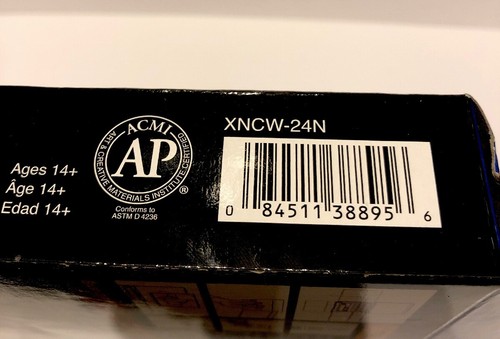 Ages 14+
Âge 14+
Edad 14+
ACMI
AP
ART & CREATIVE MATERIALS INSTITUTE CERTIFIED
®
Conforms to
ASTM D 4236
XNCW-24N
0 84511 38895 6